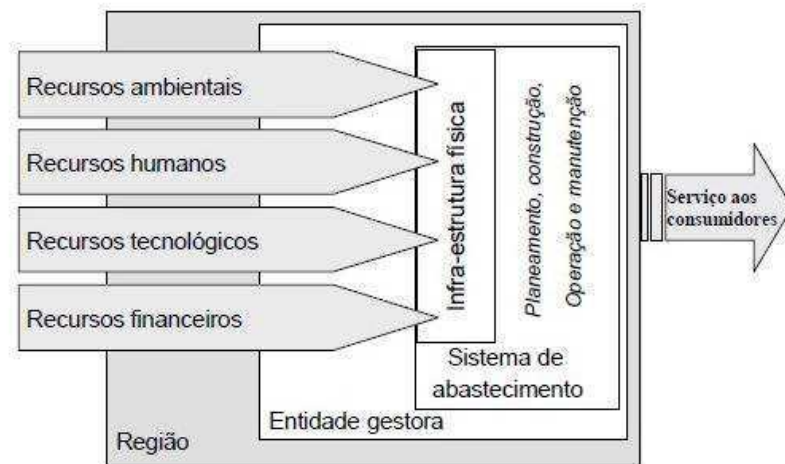 Recursos ambientais
Recursos humanos
Recursos tecnológicos
Recursos financeiros
Infra-estrutura física
Planeamento, construção,
Operação e manutenção
Sistema de
abastecimento
Entidade gestora
Região
Serviço aos
consumidores